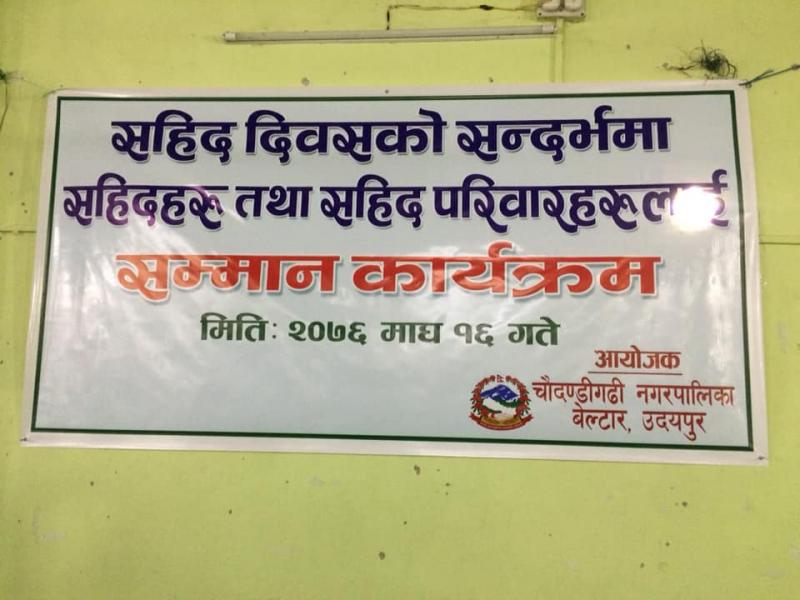 सहिद दिवसको सन्दर्भमा
सहिदहरू तथा सहिद परिवारहरूलाई
सम्मान कार्यक्रम
मिति: २०७६ माघ १६ गते
आयोजक
चौदण्डीगढी नगरपालिका
बेल्टार, उदयपुर